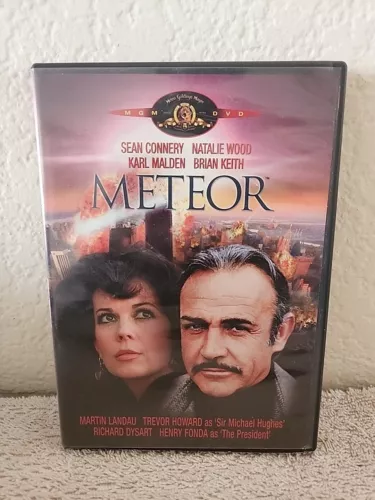 MGM DVD
SEAN CONNERY NATALIE WOOD
KARL MALDEN BRIAN KEITH
METEOR™
MARTIN LANDAU TREVOR HOWARD as 'Sir Michael Hughes'
RICHARD DYSART HENRY FONDA as 'The President'